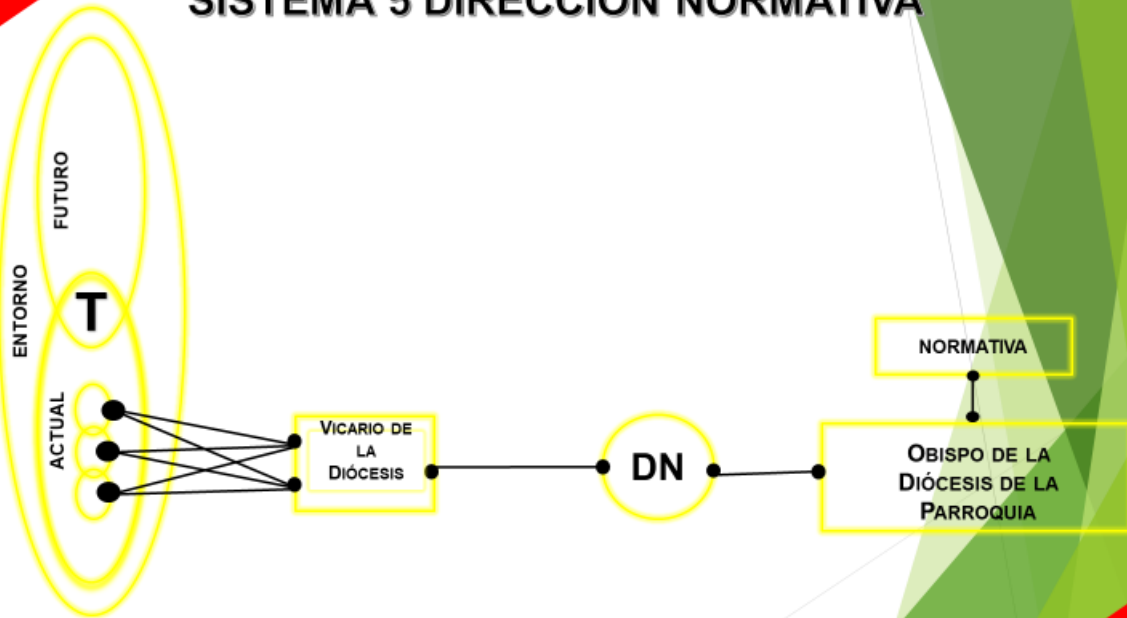 SISTEMA 5 DIRECCIÓN NORMATIVA
FUTURO
ENTORNO
T
ACTUAL
VICARIO DE
LA
DIÓCESIS
DN
NORMATIVA
OBISPO DE LA
DIÓCESIS DE LA
PARROQUIA